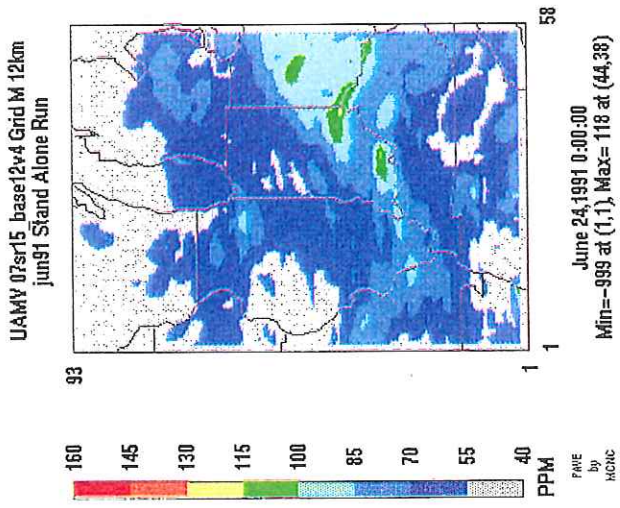 UAMV 07sr15_base12v4 Grid M 12km
jun91 Stand Alone Run
160
145
130
115
100
85
70
55
40
PPM
PAVE
by
MCNC
93
1
1
58
June 24,1991 0:00:00
Min=-999 at (1,1), Max= 118 at (44,38)